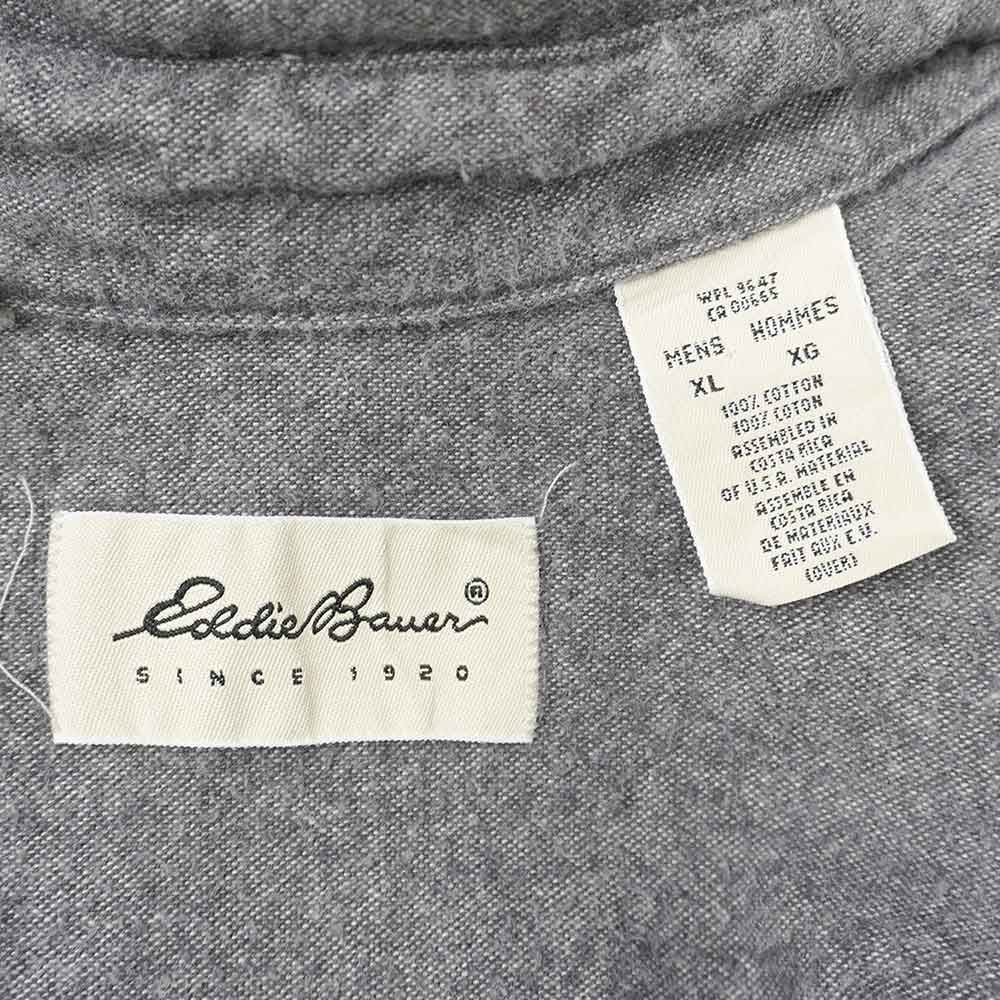 Eddie Bauer®
SINCE 1920
WPL 9647
CA 00665
MENS HOMMES
XL XG
100% COTTON
100% COTON
ASSEMBLED IN
COSTA RICA
OF U.S.A. MATERIAL
ASSEMBLE EN
COSTA RICA
DE MATERIAUX
FAIT AUX E.U.
(OVER)